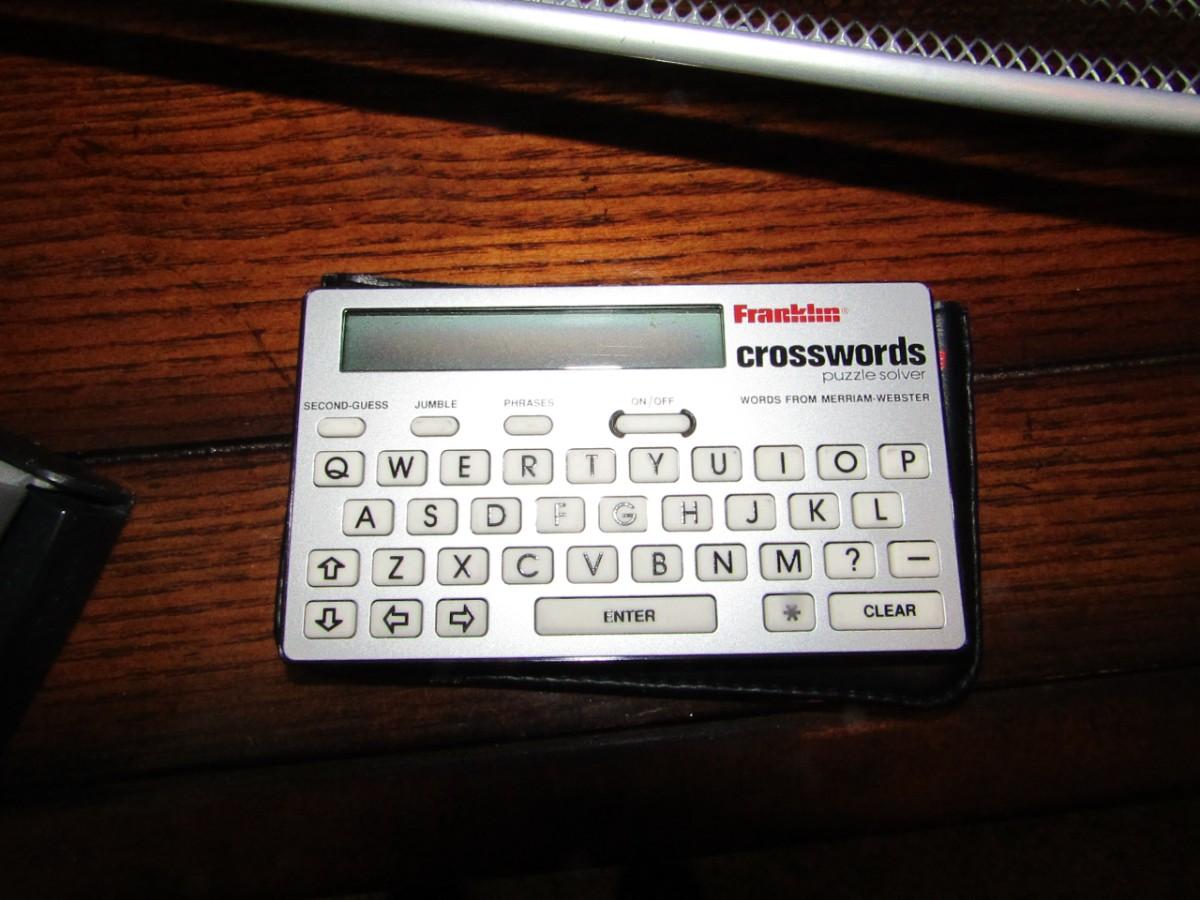 Franklin®
crosswords
puzzle solver
WORDS FROM MERRIAM-WEBSTER
SECOND-GUESS JUMBLE PHRASES ON/OFF
Q W E R T Y U I O P
A S D F G H J K L
⇧ Z X C V B N M ? —
⇩ ⇦ ⇨ ENTER * CLEAR